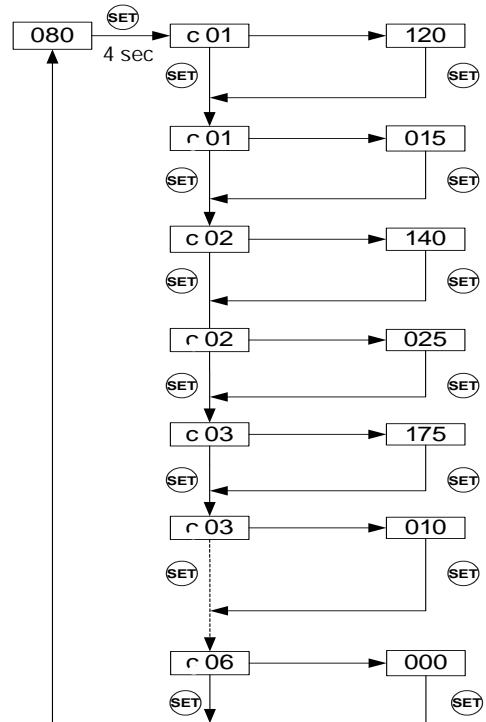 SET
080 c 01 120
4 sec
SET SET
∩ 01 015
SET SET
c 02 140
SET SET
∩ 02 025
SET SET
c 03 175
SET SET
∩ 03 010
SET SET
∩ 06 000
SET SET